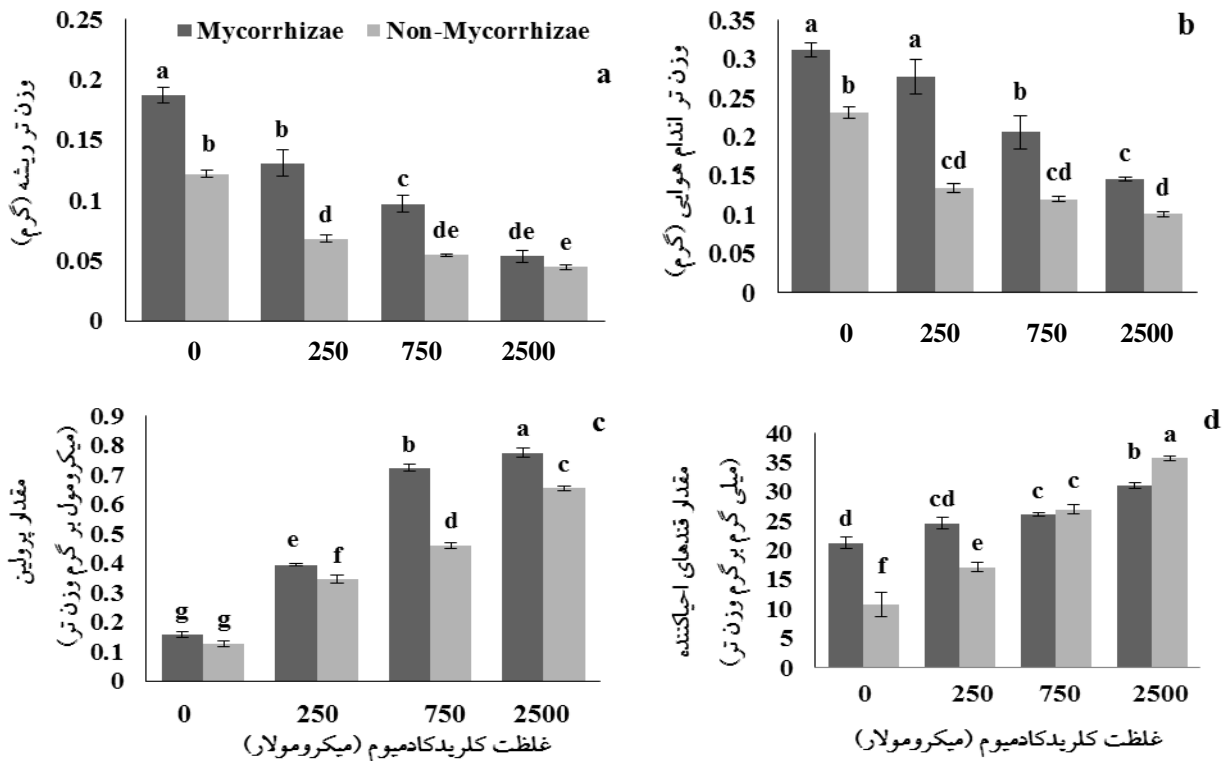 Mycorrhizae Non-Mycorrhizae
a
وزن تر ریشه (گرم)
0.25
0.2
0.15
0.1
0.05
0
a
b
b
d
c
de
de
e
0 250 750 2500
b
وزن تر اندام هوایی (گرم)
0.35
0.3
0.25
0.2
0.15
0.1
0.05
0
a
b
a
cd
b
cd
c
d
0 250 750 2500
c
مقدار پرولاین
(میکرومول بر گرم وزن تر)
0.9
0.8
0.7
0.6
0.5
0.4
0.3
0.2
0.1
0
g
g
e
f
b
d
a
c
0 250 750 2500
غلظت کلریدکادمیوم (میکرومولار)
d
مقدار قندهای احیاکننده
(میلی گرم برگرم وزن تر)
40
35
30
25
20
15
10
5
0
d
f
cd
e
c
c
b
a
0 250 750 2500
غلظت کلریدکادمیوم (میکرومولار)